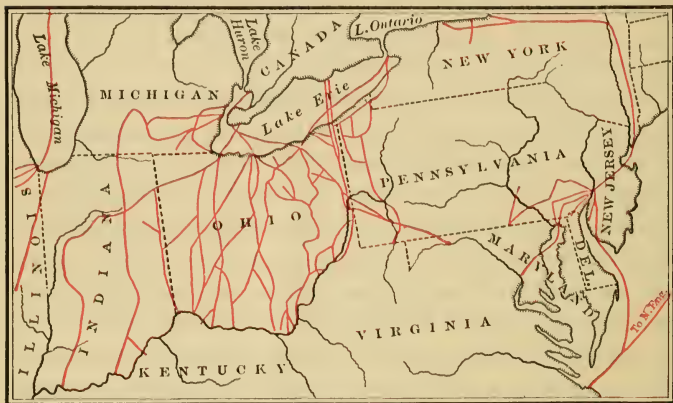 Lake Michigan
MICHIGAN
Lake Huron
CANADA
L. Ontario
Lake Erie
NEW YORK
PENNSYLVANIA
NEW JERSEY
ILLINOIS
INDIANA
OHIO
MARYLAND
DEL.
VIRGINIA
KENTUCKY
To N. Eng.